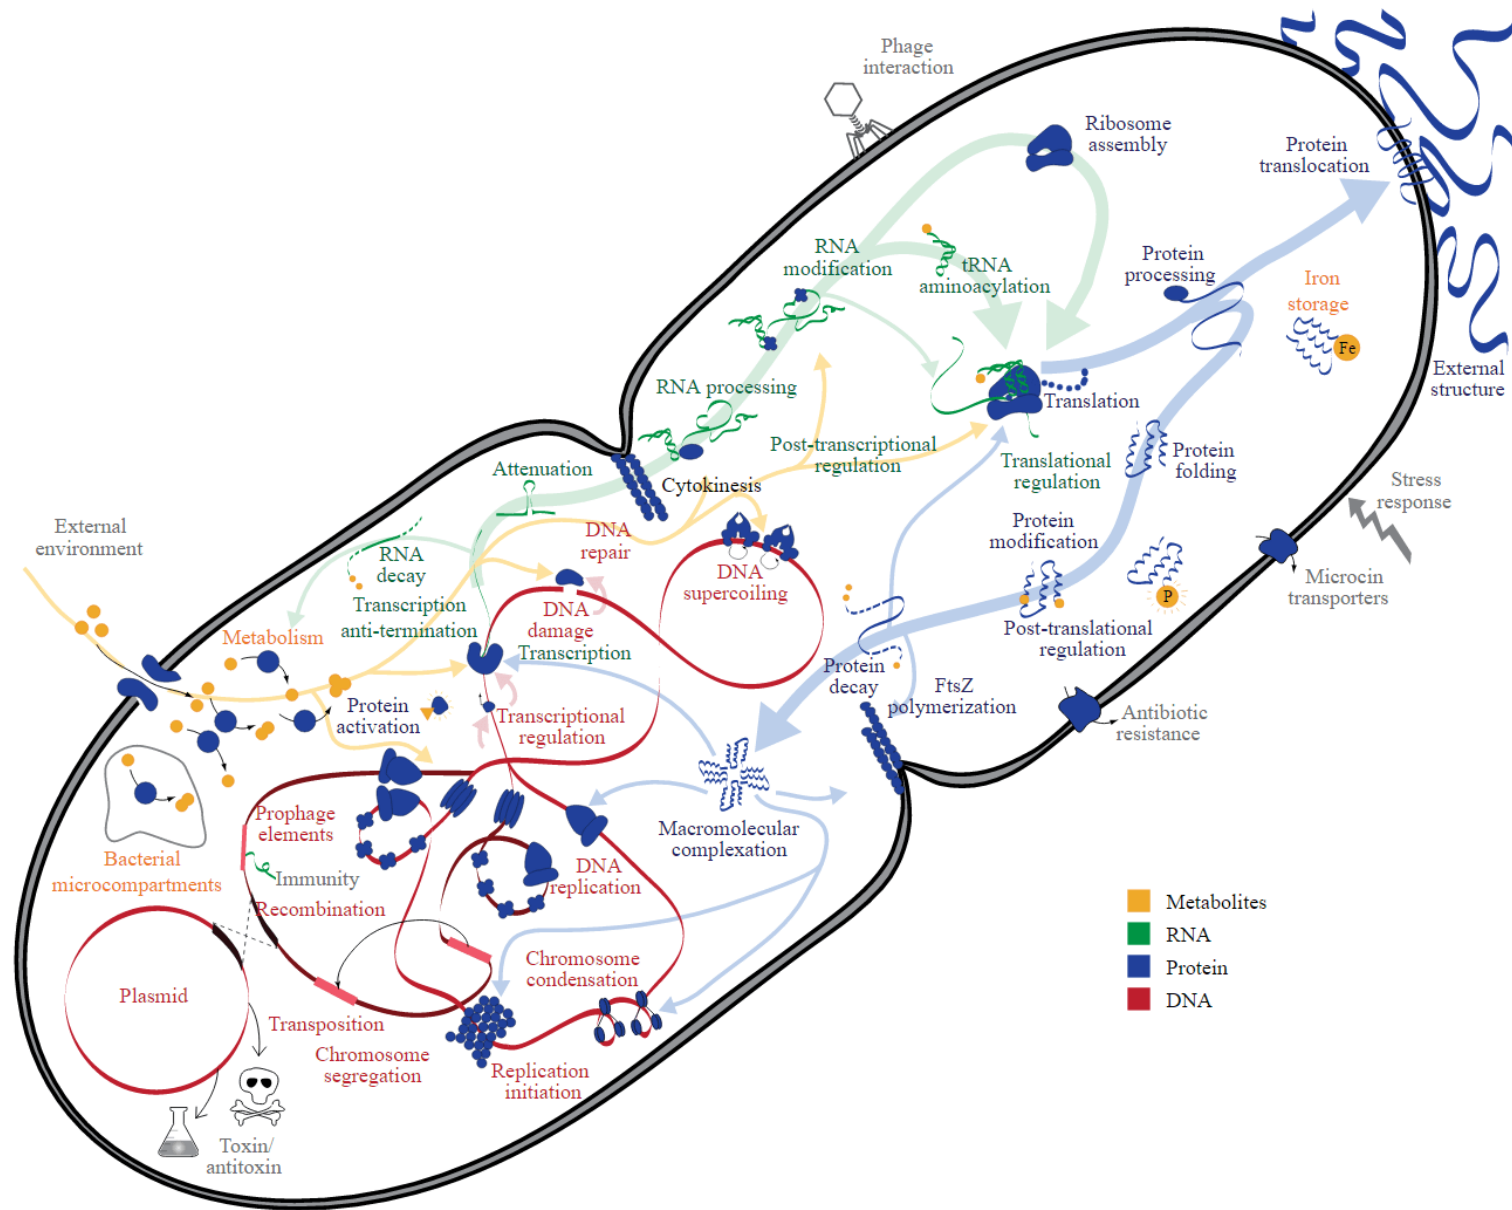 Phage
interaction
Ribosome
assembly
Protein
translocation
RNA
modification
tRNA
aminoacylation
Protein
processing
Iron
storage
Fe
External
structure
RNA processing
Translation
Post-transcriptional
regulation
Translational
regulation
Protein
folding
Attenuation
Cytokinesis
Stress
response
External
environment
DNA
repair
RNA
decay
DNA
supercoiling
Protein
modification
P
Microcin
transporters
Transcription
anti-termination
DNA
damage
Transcription
Metabolism
Post-translational
regulation
Protein
decay
FtsZ
polymerization
Protein
activation
Transcriptional
regulation
Antibiotic
resistance
Prophage
elements
Macromolecular
complexation
Bacterial
microcompartments
Immunity
DNA
replication
Recombination
Metabolites
RNA
Protein
DNA
Chromosome
condensation
Plasmid
Transposition
Chromosome
segregation
Replication
initiation
Toxin/
antitoxin